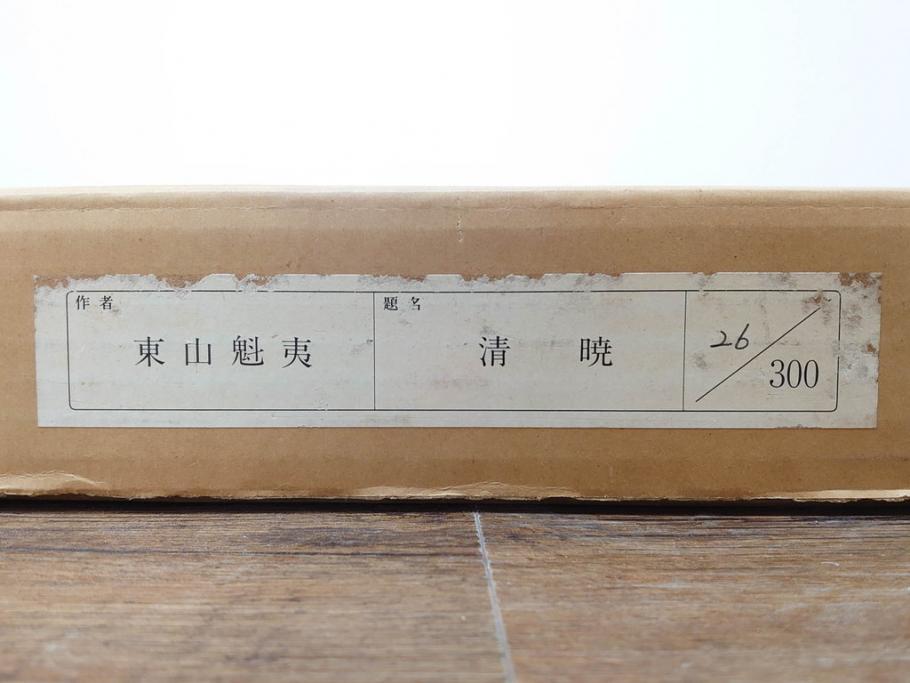 作者
東山魁夷
題名
清暁
26/300